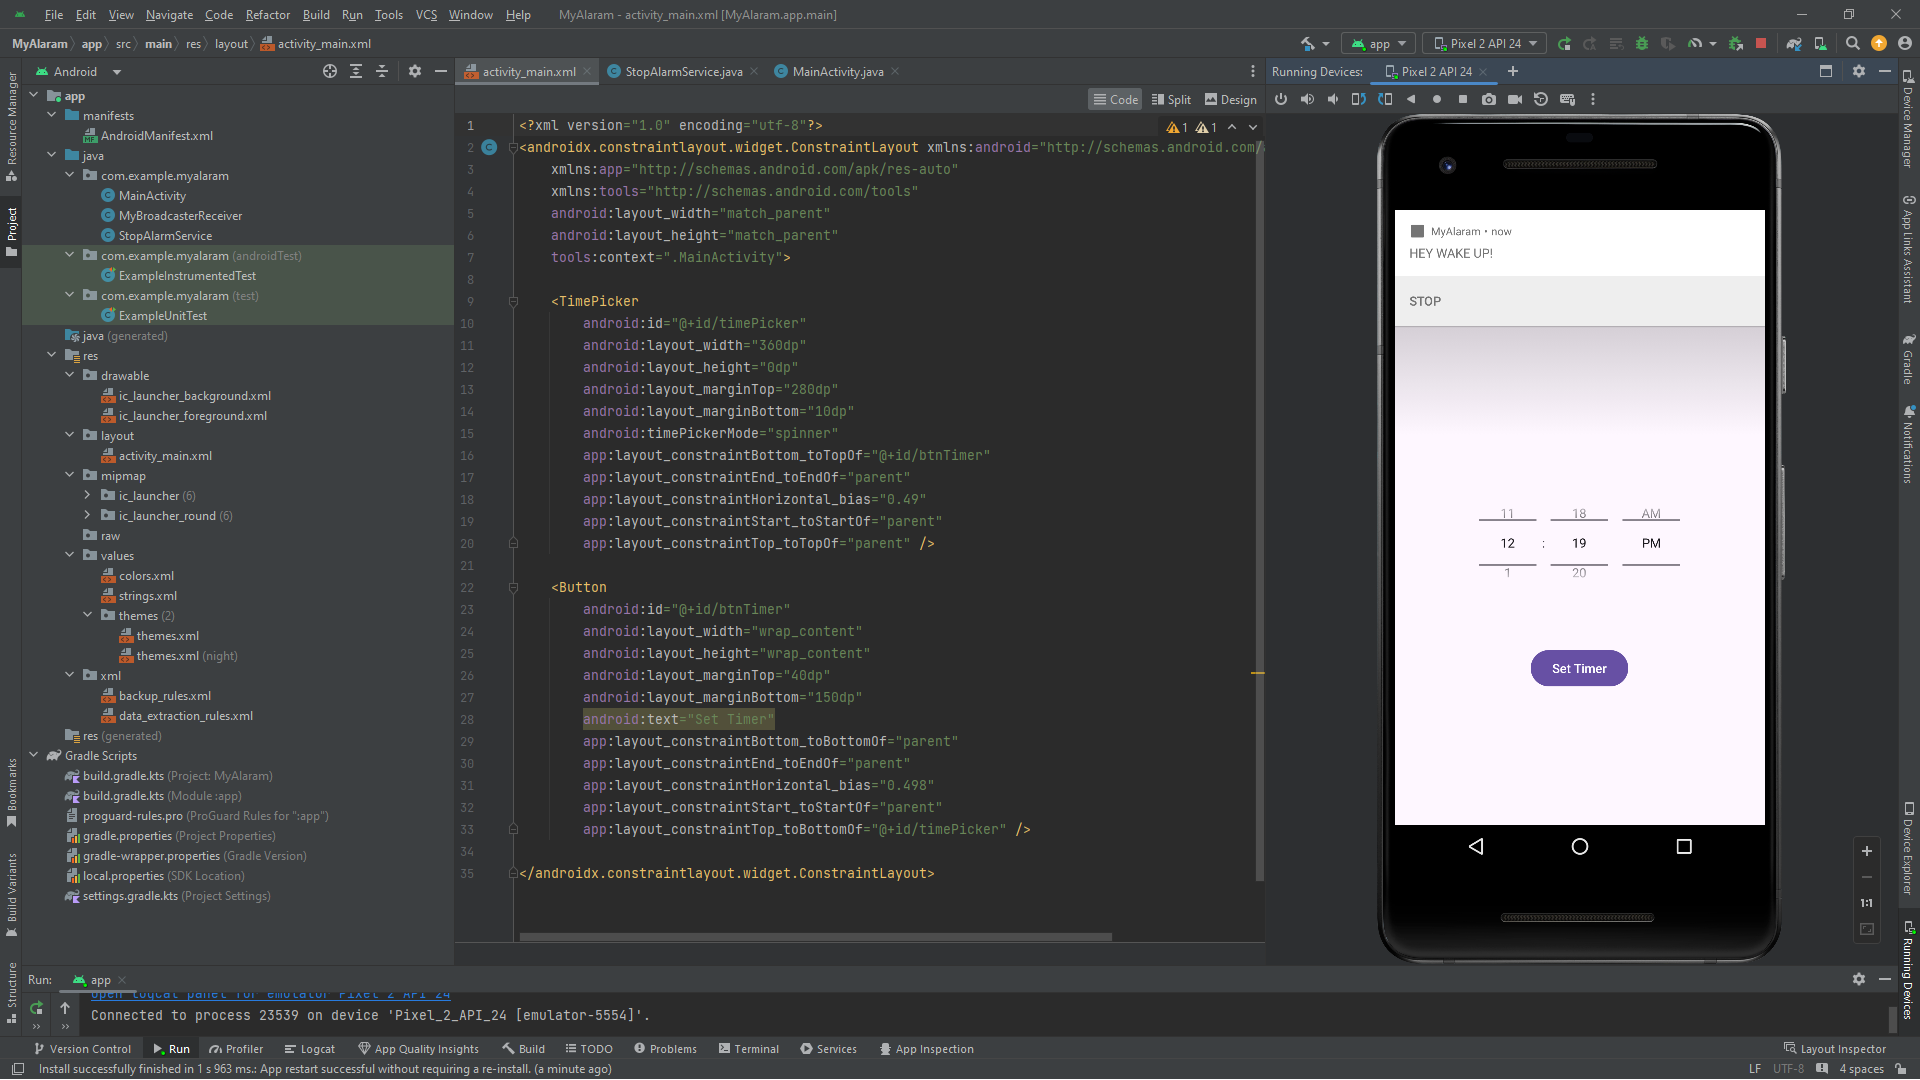 File Edit View Navigate Code Refactor Build Run Tools VCS Window Help MyAlaram - activity_main.xml [MyAlaram.app.main]
MyAlaram app src main res layout activity_main.xml
app Pixel 2 API 24
Android
activity_main.xml StopAlarmService.java MainActivity.java
Running Devices: Pixel 2 API 24
Code Split Design
Resource Manager
Project
Bookmarks
Build Variants
Structure
app
manifests
AndroidManifest.xml
java
com.example.myalaram
MainActivity
MyBroadcasterReceiver
StopAlarmService
com.example.myalaram (androidTest)
ExampleInstrumentedTest
com.example.myalaram (test)
ExampleUnitTest
java (generated)
res
drawable
ic_launcher_background.xml
ic_launcher_foreground.xml
layout
activity_main.xml
mipmap
ic_launcher (6)
ic_launcher_round (6)
raw
values
colors.xml
strings.xml
themes (2)
themes.xml
themes.xml (night)
xml
backup_rules.xml
data_extraction_rules.xml
res (generated)
Gradle Scripts
build.gradle.kts (Project: MyAlaram)
build.gradle.kts (Module :app)
proguard-rules.pro (ProGuard Rules for ":app")
gradle.properties (Project Properties)
gradle-wrapper.properties (Gradle Version)
local.properties (SDK Location)
settings.gradle.kts (Project Settings)
1 <?xml version="1.0" encoding="utf-8"?>
1 1
2 <androidx.constraintlayout.widget.ConstraintLayout xmlns:android="http://schemas.android.com/
3 xmlns:app="http://schemas.android.com/apk/res-auto"
4 xmlns:tools="http://schemas.android.com/tools"
5 android:layout_width="match_parent"
6 android:layout_height="match_parent"
7 tools:context=".MainActivity">
8
9 <TimePicker
10 android:id="@+id/timePicker"
11 android:layout_width="360dp"
12 android:layout_height="0dp"
13 android:layout_marginTop="280dp"
14 android:layout_marginBottom="10dp"
15 android:timePickerMode="spinner"
16 app:layout_constraintBottom_toTopOf="@+id/btnTimer"
17 app:layout_constraintEnd_toEndOf="parent"
18 app:layout_constraintHorizontal_bias="0.49"
19 app:layout_constraintStart_toStartOf="parent"
20 app:layout_constraintTop_toTopOf="parent" />
21
22 <Button
23 android:id="@+id/btnTimer"
24 android:layout_width="wrap_content"
25 android:layout_height="wrap_content"
26 android:layout_marginTop="40dp"
27 android:layout_marginBottom="150dp"
28 android:text="Set Timer"
29 app:layout_constraintBottom_toBottomOf="parent"
30 app:layout_constraintEnd_toEndOf="parent"
31 app:layout_constraintHorizontal_bias="0.498"
32 app:layout_constraintStart_toStartOf="parent"
33 app:layout_constraintTop_toBottomOf="@+id/timePicker" />
34
35 </androidx.constraintlayout.widget.ConstraintLayout>
MyAlaram • now
HEY WAKE UP!
STOP
11 18 AM
12 : 19 PM
1 20
Set Timer
1:1
Device Manager
App Links Assistant
Gradle
Notifications
Device Explorer
Running Devices
Run: app
Open logcat panel for emulator Pixel 2 API 24
Connected to process 23539 on device 'Pixel_2_API_24 [emulator-5554]'.
Version Control Run Profiler Logcat App Quality Insights Build TODO Problems Terminal Services App Inspection Layout Inspector
Install successfully finished in 1 s 963 ms.: App restart successful without requiring a re-install. (a minute ago) LF UTF-8 4 spaces